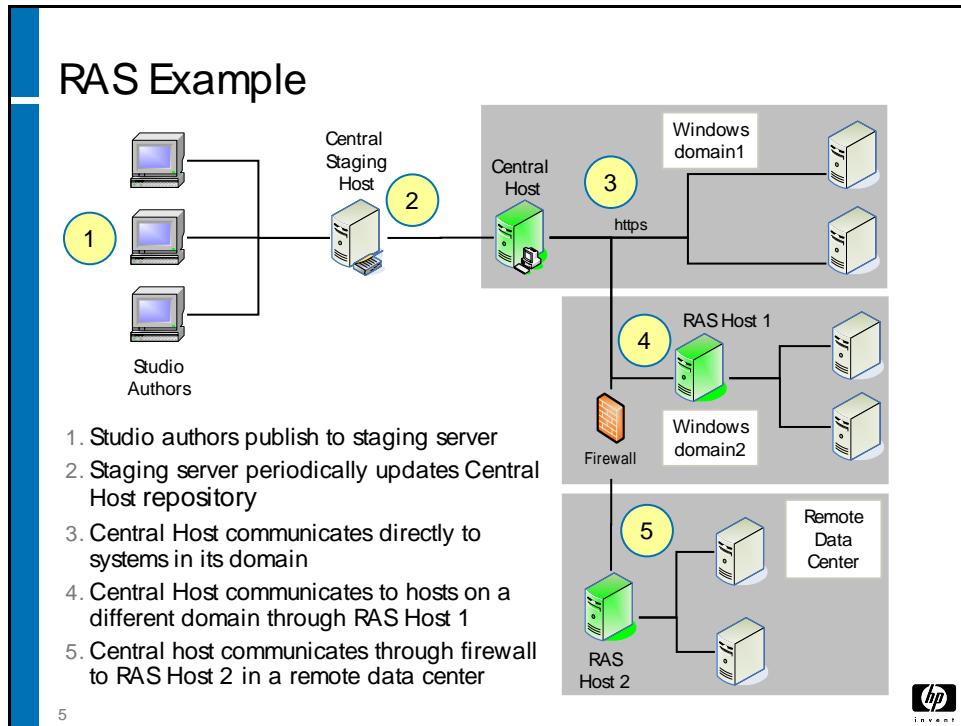 RAS Example
Central
Staging
Host
2
1
Studio
Authors
Central
Host
3
https
Windows
domain1
4
RAS Host 1
Windows
domain2
Firewall
5
Remote
Data
Center
RAS
Host 2
1. Studio authors publish to staging server
2. Staging server periodically updates Central
Host repository
3. Central Host communicates directly to
systems in its domain
4. Central Host communicates to hosts on a
different domain through RAS Host 1
5. Central host communicates through firewall
to RAS Host 2 in a remote data center
5
hp
invent